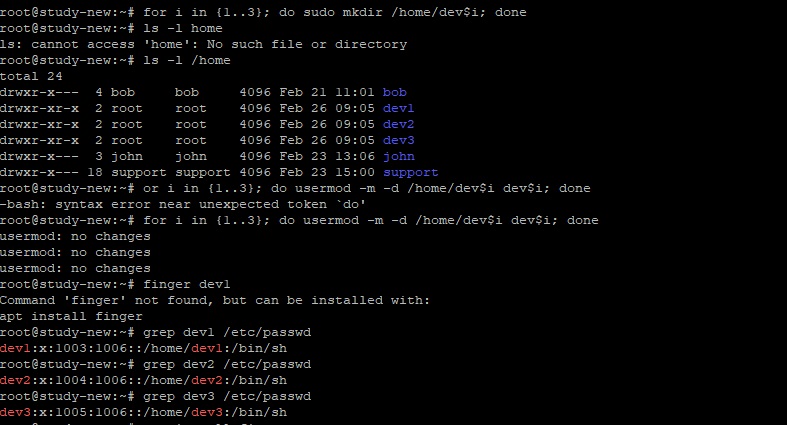 root@study-new:~# for i in {1..3}; do sudo mkdir /home/dev$i; done
root@study-new:~# ls -l home
ls: cannot access 'home': No such file or directory
root@study-new:~# ls -l /home
total 24
drwxr-x---  4 bob     bob     4096 Feb 21 11:01 bob
drwxr-xr-x  2 root    root    4096 Feb 26 09:05 dev1
drwxr-xr-x  2 root    root    4096 Feb 26 09:05 dev2
drwxr-xr-x  2 root    root    4096 Feb 26 09:05 dev3
drwxr-x---  3 john    john    4096 Feb 23 13:06 john
drwxr-x--- 18 support support 4096 Feb 23 15:00 support
root@study-new:~# or i in {1..3}; do usermod -m -d /home/dev$i dev$i; done
-bash: syntax error near unexpected token `do'
root@study-new:~# for i in {1..3}; do usermod -m -d /home/dev$i dev$i; done
usermod: no changes
usermod: no changes
usermod: no changes
root@study-new:~# finger dev1
Command 'finger' not found, but can be installed with:
apt install finger
root@study-new:~# grep dev1 /etc/passwd
dev1:x:1003:1006::/home/dev1:/bin/sh
root@study-new:~# grep dev2 /etc/passwd
dev2:x:1004:1006::/home/dev2:/bin/sh
root@study-new:~# grep dev3 /etc/passwd
dev3:x:1005:1006::/home/dev3:/bin/sh